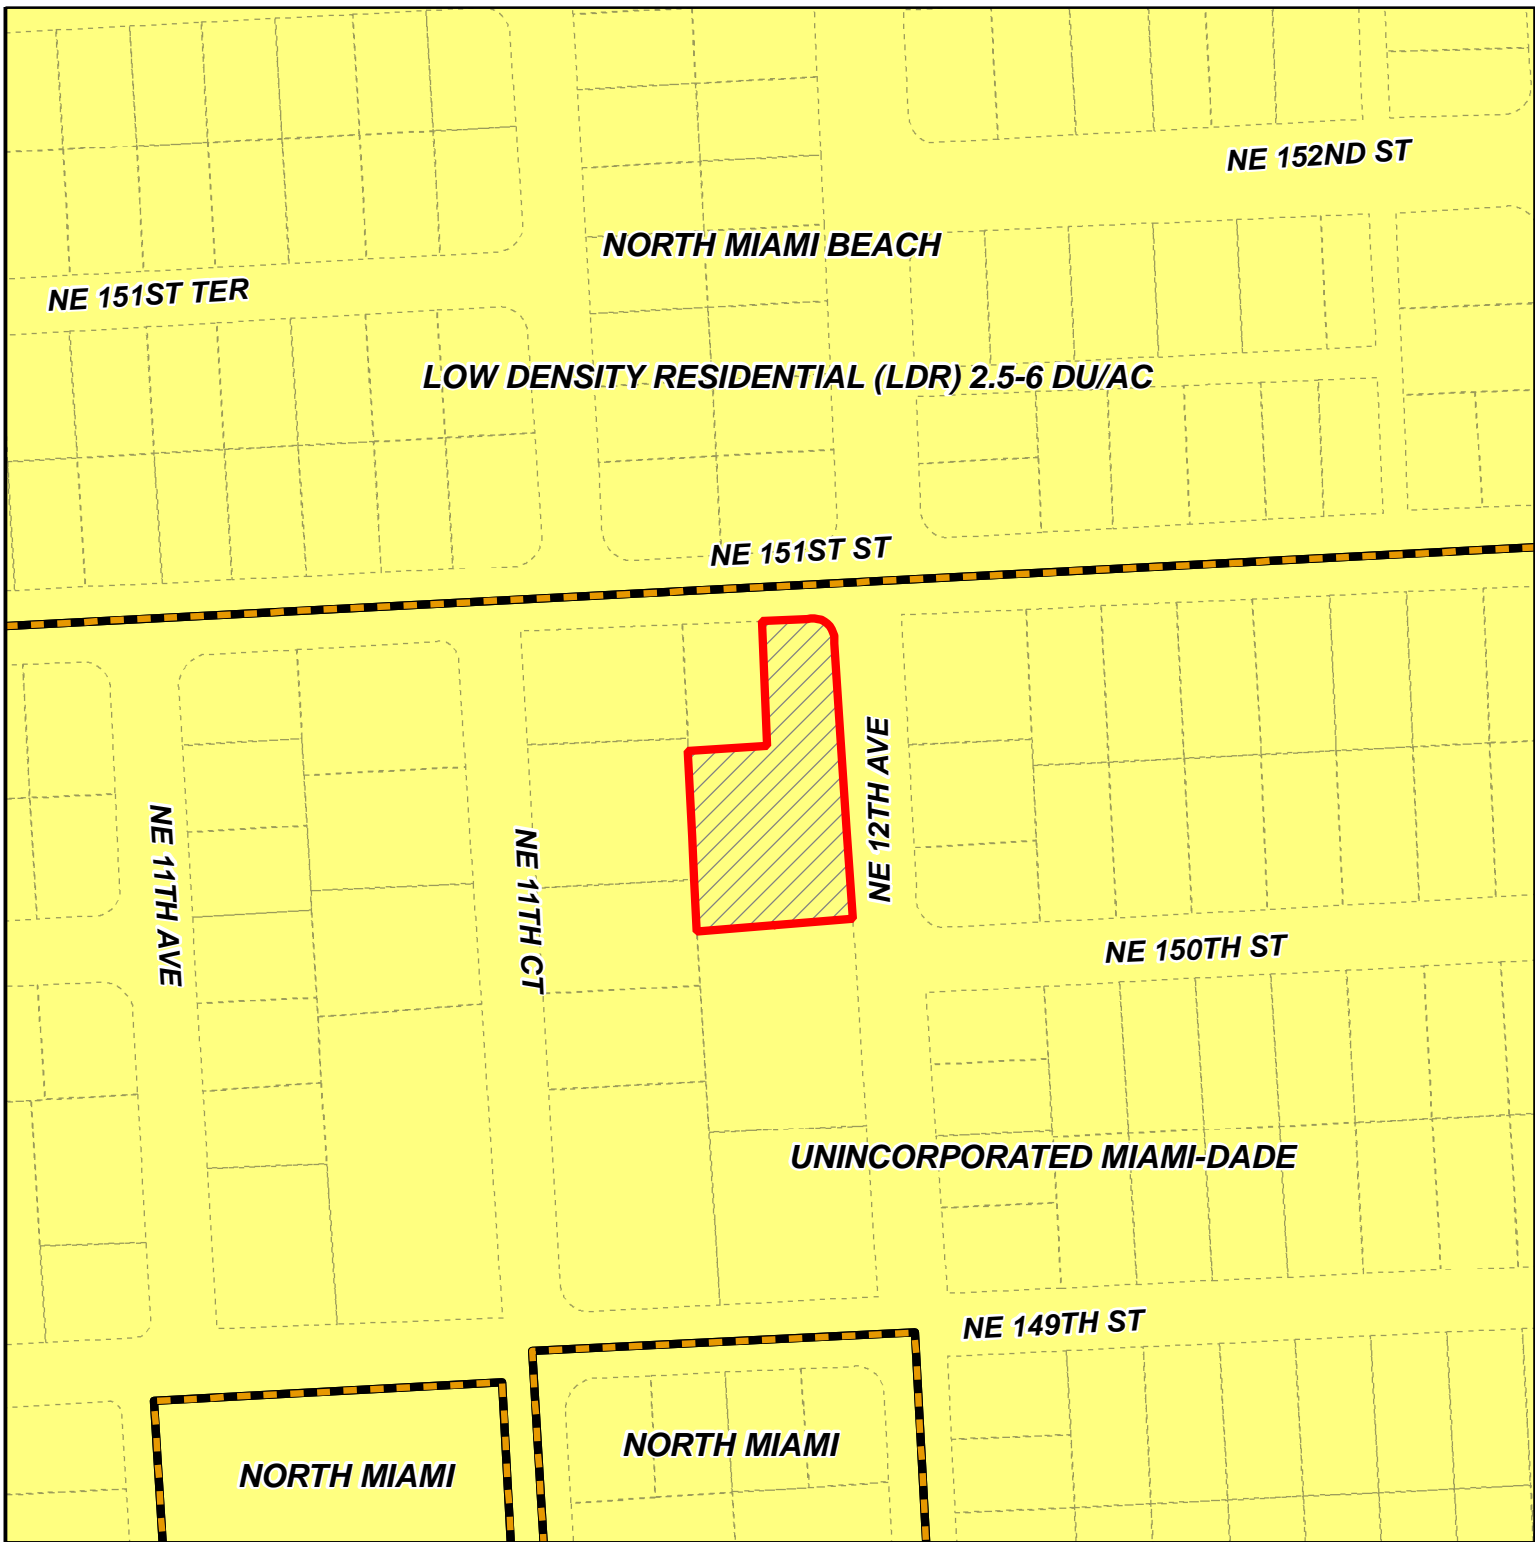 NE 152ND ST
NORTH MIAMI BEACH
NE 151ST TER
LOW DENSITY RESIDENTIAL (LDR) 2.5-6 DU/AC
NE 151ST ST
NE 12TH AVE
NE 11TH AVE
NE 11TH CT
NE 150TH ST
UNINCORPORATED MIAMI-DADE
NE 149TH ST
NORTH MIAMI
NORTH MIAMI